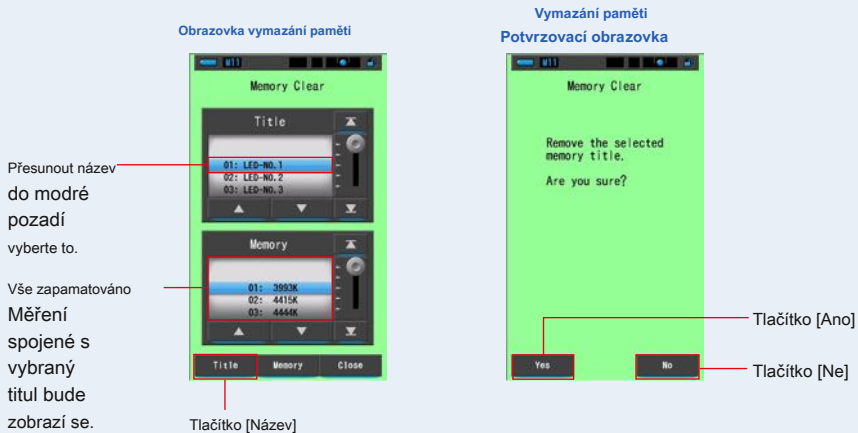 Obrazovka vymazání paměti
Vymazání paměti
Potvrzovací obrazovka
M11
Memory Clear
Title
01: LED-NO.1
02: LED-NO.2
03: LED-NO.3
Memory
01: 3993K
02: 4415K
03: 4444K
Title Memory Close
Přesunout název
do modré
pozadí
vyberte to.
Vše zapamatováno
Měření
spojené s
vybraný
titul bude
zobrazí se.
Tlačítko [Název]
M11
Memory Clear
Remove the selected
memory title.
Are you sure?
Yes No
Tlačítko [Ano]
Tlačítko [Ne]